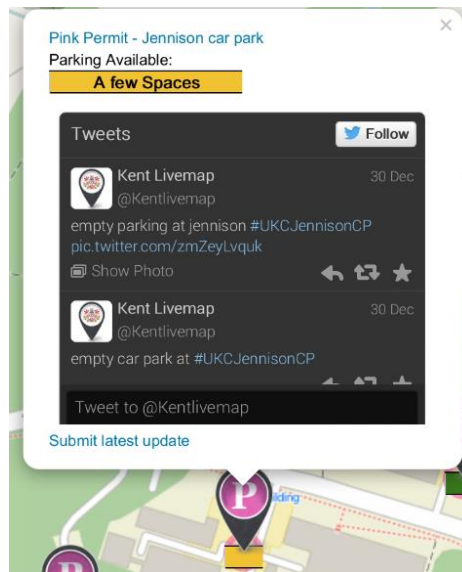 ×
Pink Permit - Jennison car park
Parking Available:
A few Spaces
Tweets
Follow
Kent Livemap
30 Dec
@Kentlivemap
empty parking at jennison #UKCJennisonCP
pic.twitter.com/zmZeyLvquk
Show Photo
Kent Livemap
30 Dec
@Kentlivemap
empty car park at #UKCJennisonCP
Tweet to @Kentlivemap
Submit latest update
P
P